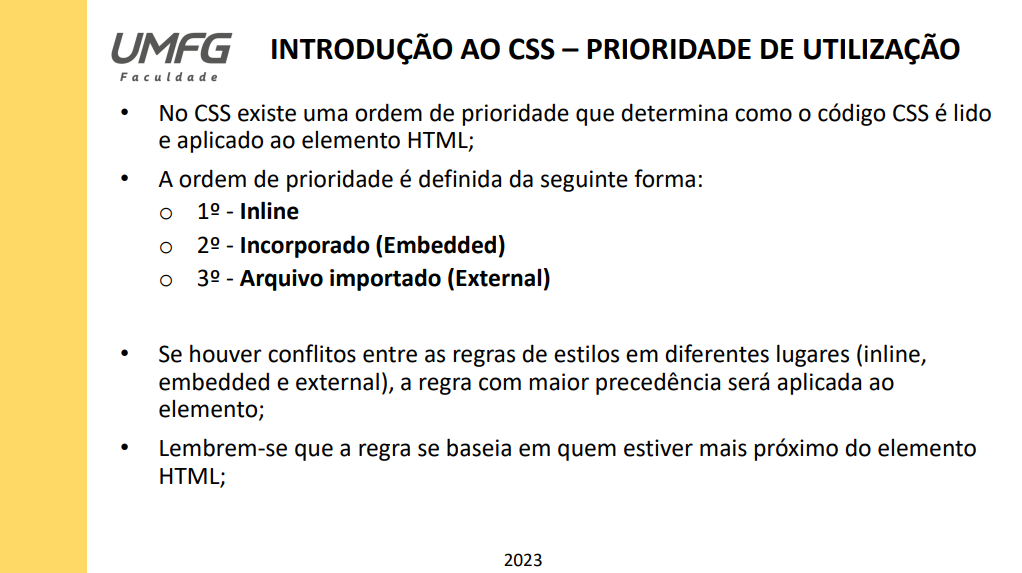 UMFG
Faculdade
INTRODUÇÃO AO CSS – PRIORIDADE DE UTILIZAÇÃO
• No CSS existe uma ordem de prioridade que determina como o código CSS é lido
e aplicado ao elemento HTML;
• A ordem de prioridade é definida da seguinte forma:
o 1º - Inline
o 2º - Incorporado (Embedded)
o 3º - Arquivo importado (External)
• Se houver conflitos entre as regras de estilos em diferentes lugares (inline,
embedded e external), a regra com maior precedência será aplicada ao
elemento;
• Lembrem-se que a regra se baseia em quem estiver mais próximo do elemento
HTML;
2023